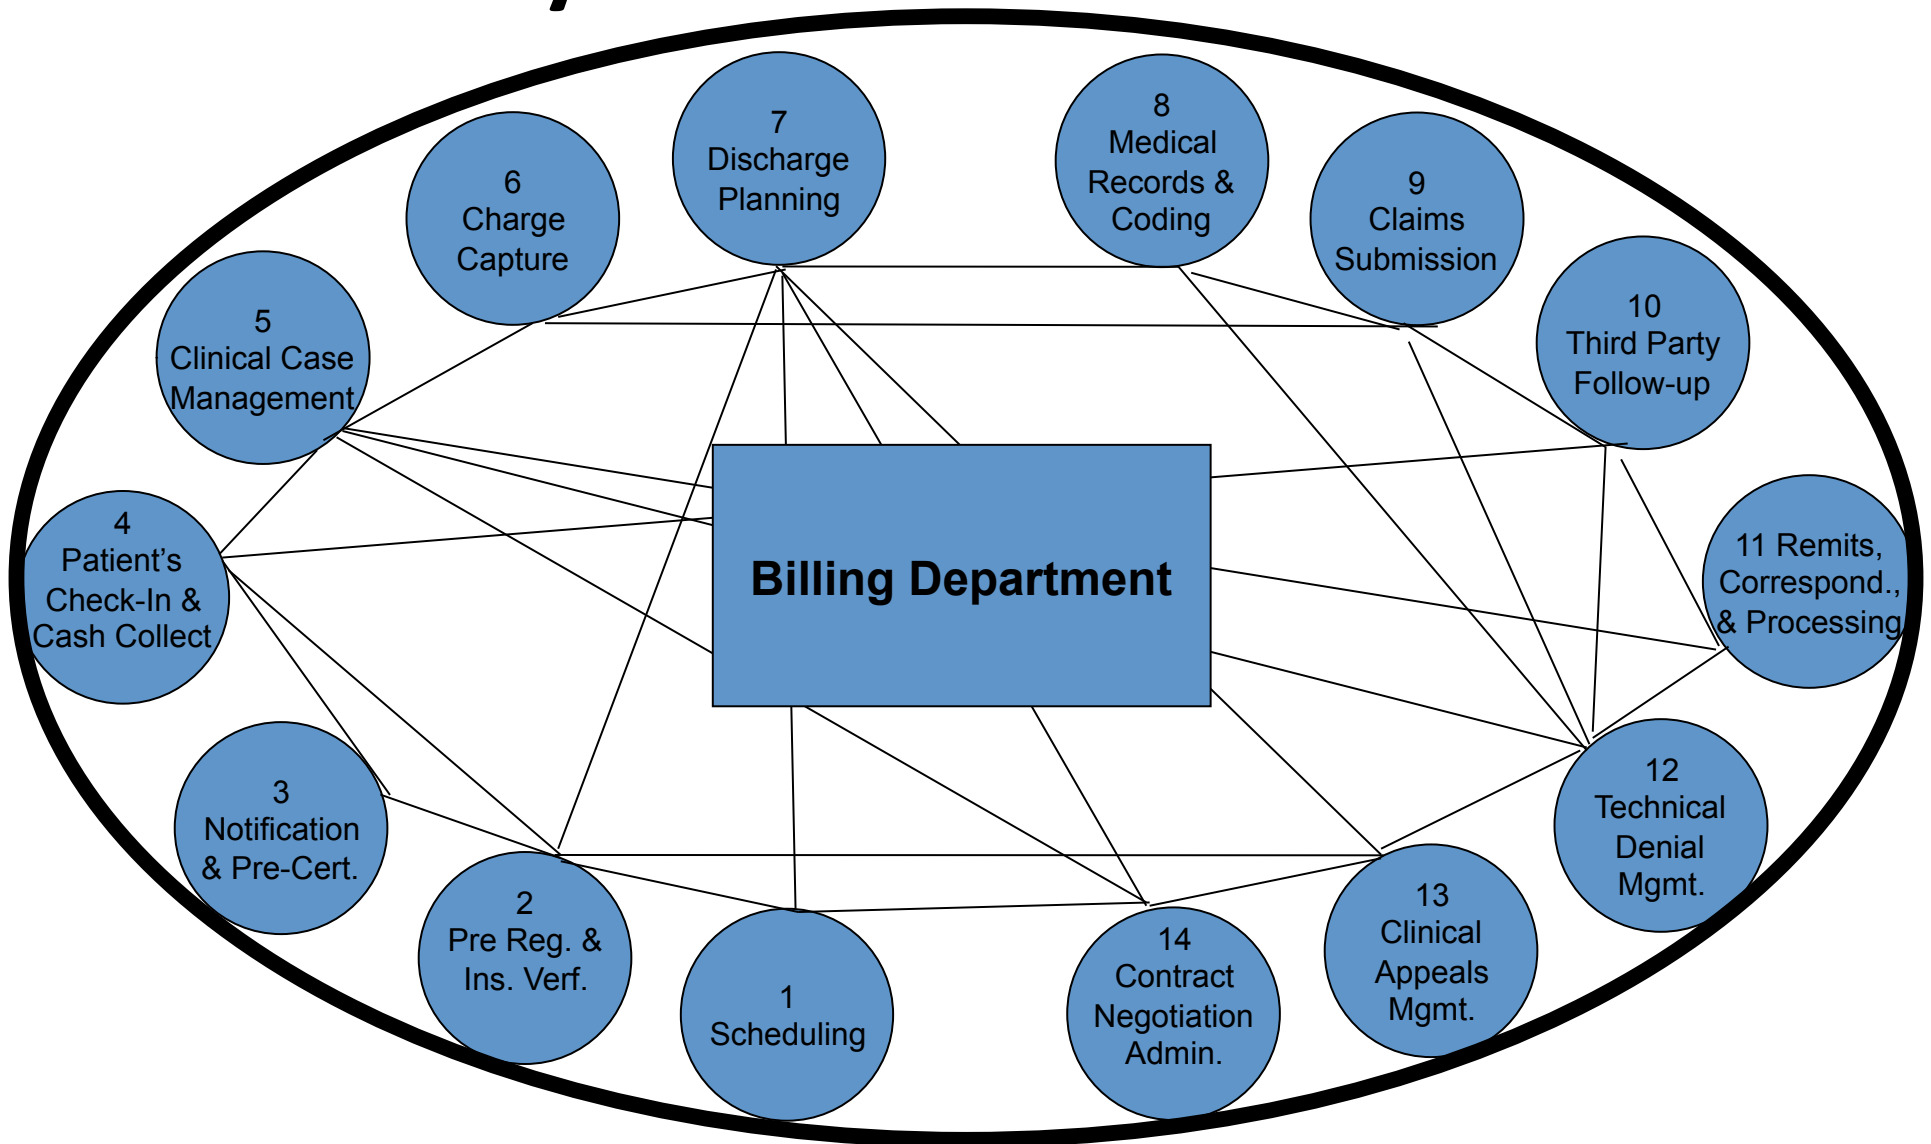 7
Discharge
Planning
8
Medical
Records &
Coding
6
Charge
Capture
9
Claims
Submission
5
Clinical Case
Management
10
Third Party
Follow-up
4
Patient’s
Check-In &
Cash Collect
Billing Department
11 Remits,
Correspond.,
& Processing
3
Notification
& Pre-Cert.
12
Technical
Denial
Mgmt.
2
Pre Reg. &
Ins. Verf.
1
Scheduling
14
Contract
Negotiation
Admin.
13
Clinical
Appeals
Mgmt.